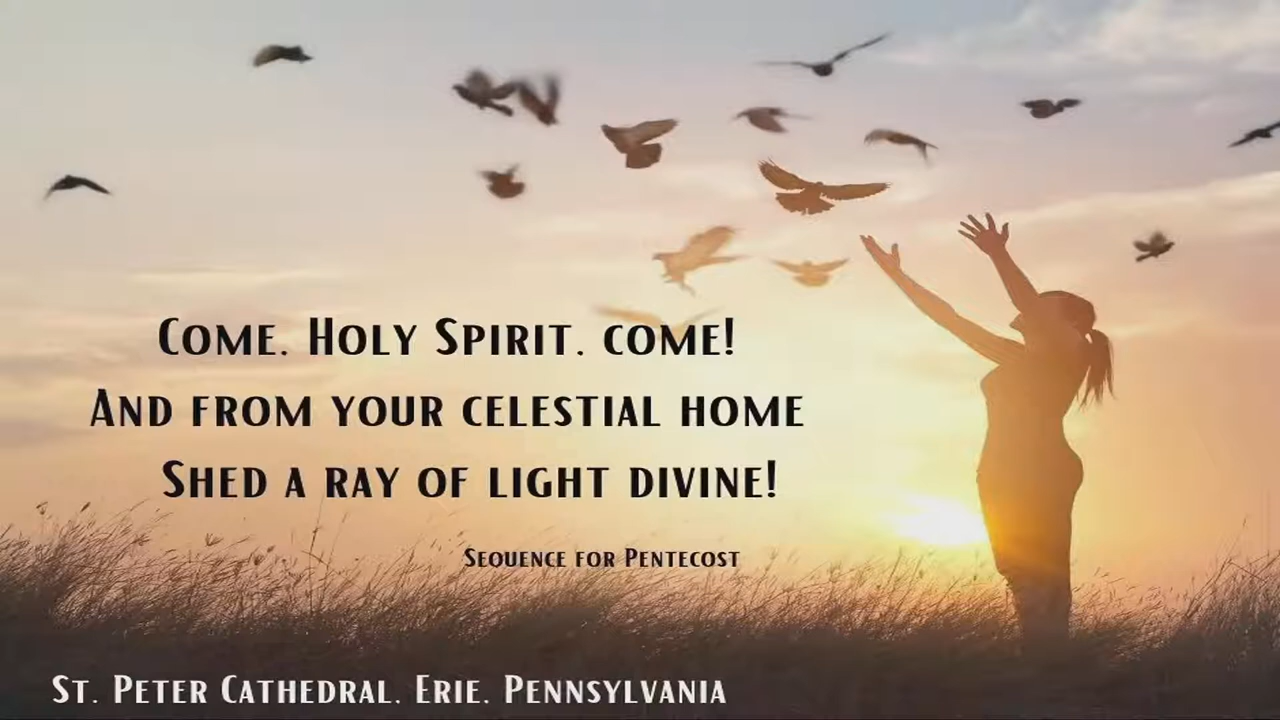 Come, Holy Spirit, come!
And from your celestial home
Shed a ray of light divine!
Sequence for Pentecost
St. Peter Cathedral, Erie, Pennsylvania